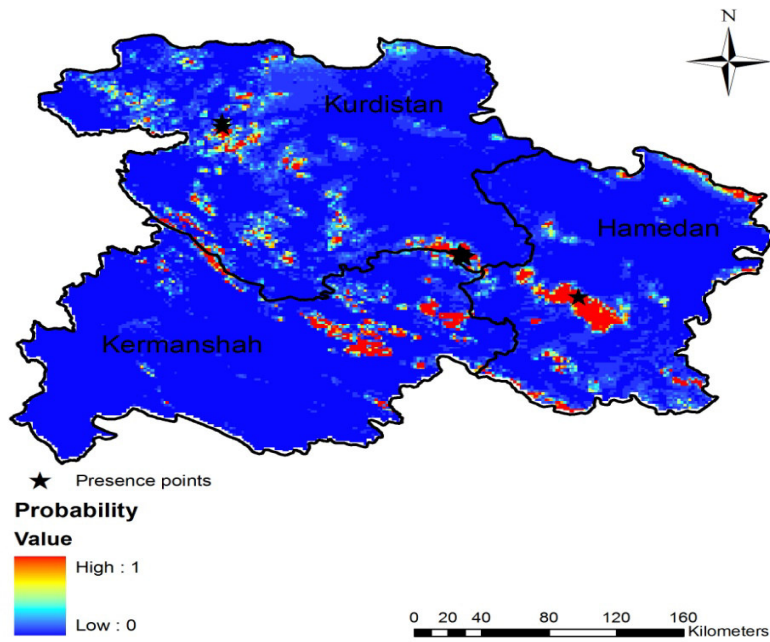 N
Kurdistan
Hamedan
Kermanshah
Presence points
Probability
Value
High : 1
Low : 0
0 20 40 80 120 160
Kilometers